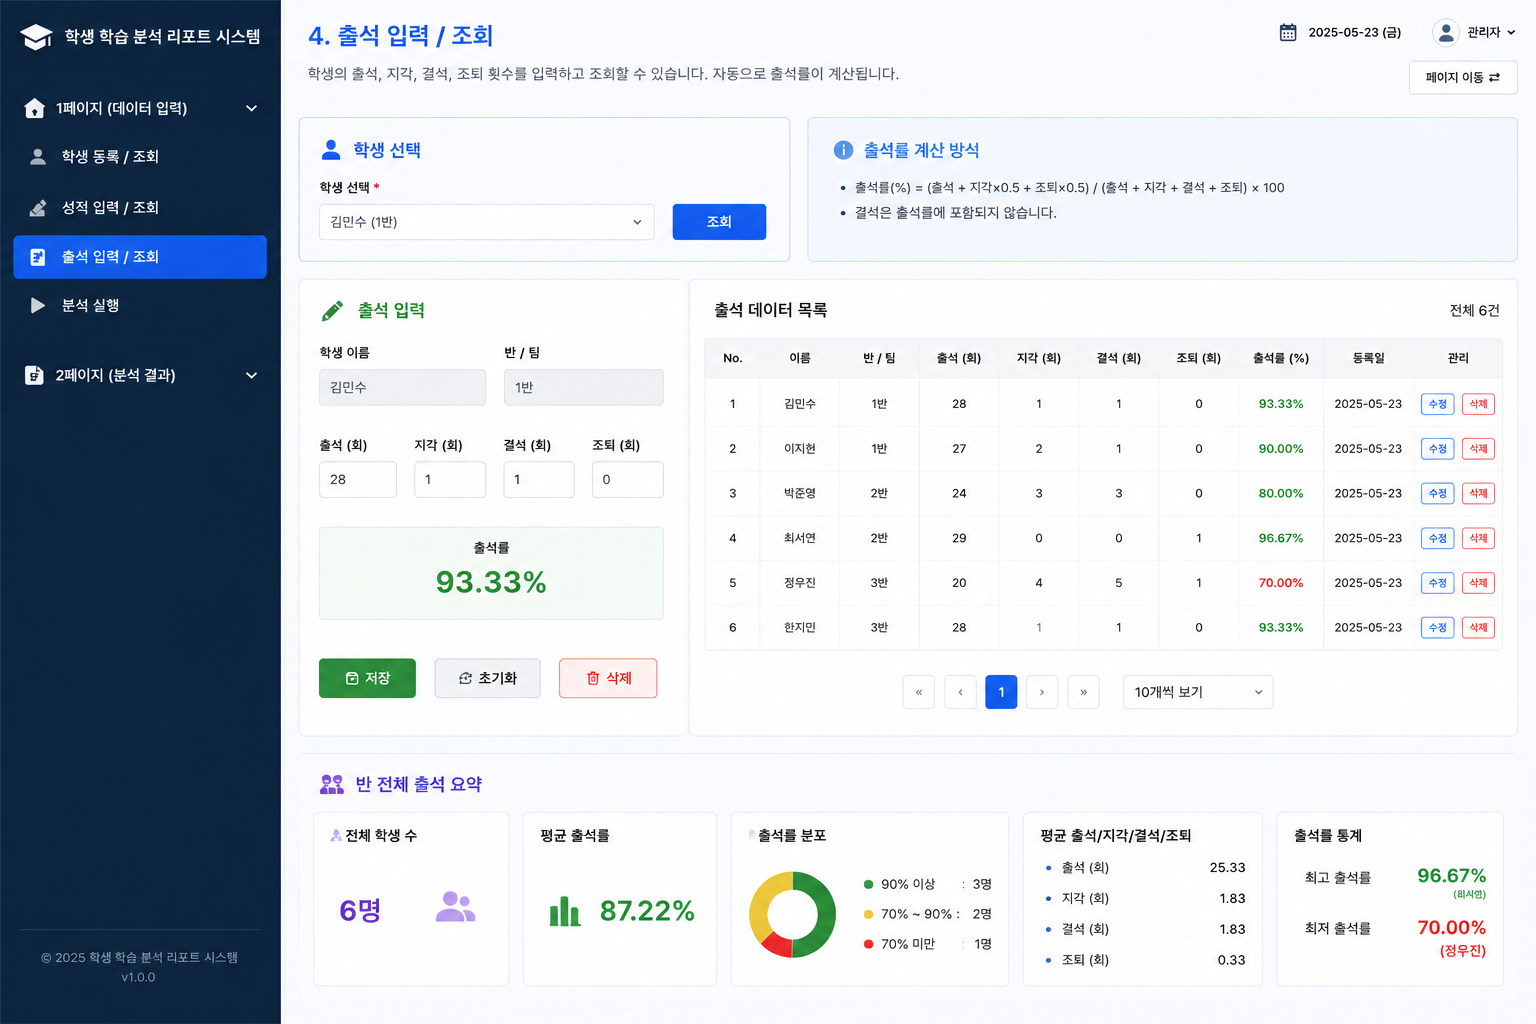 학생 학습 분석 리포트 시스템
1페이지 (데이터 입력)
학생 등록 / 조회
성적 입력 / 조회
출석 입력 / 조회
분석 실행
2페이지 (분석 결과)
© 2025 학생 학습 분석 리포트 시스템
v1.0.0
4. 출석 입력 / 조회
학생의 출석, 지각, 결석, 조퇴 횟수를 입력하고 조회할 수 있습니다. 자동으로 출석률이 계산됩니다.
2025-05-23 (금)
관리자
페이지 이동
학생 선택
학생 선택 *
김민수 (1반)
조회
출석률 계산 방식
• 출석률(%) = (출석 + 지각×0.5 + 조퇴×0.5) / (출석 + 지각 + 결석 + 조퇴) × 100
• 결석은 출석률에 포함되지 않습니다.
출석 입력
학생 이름 반 / 팀
김민수 1반
출석 (회) 지각 (회) 결석 (회) 조퇴 (회)
28 1 1 0
출석률
93.33%
저장 초기화 삭제
출석 데이터 목록
전체 6건
No. 이름 반 / 팀 출석 (회) 지각 (회) 결석 (회) 조퇴 (회) 출석률 (%) 등록일 관리
1 김민수 1반 28 1 1 0 93.33% 2025-05-23 수정 삭제
2 이지현 1반 27 2 1 0 90.00% 2025-05-23 수정 삭제
3 박준영 2반 24 3 3 0 80.00% 2025-05-23 수정 삭제
4 최서연 2반 29 0 0 1 96.67% 2025-05-23 수정 삭제
5 정우진 3반 20 4 5 1 70.00% 2025-05-23 수정 삭제
6 한지민 3반 28 1 1 0 93.33% 2025-05-23 수정 삭제
« ‹ 1 › » 10개씩 보기
반 전체 출석 요약
전체 학생 수
6명
평균 출석률
87.22%
출석률 분포
90% 이상 : 3명
70% ~ 90% : 2명
70% 미만 : 1명
평균 출석/지각/결석/조퇴
• 출석 (회) 25.33
• 지각 (회) 1.83
• 결석 (회) 1.83
• 조퇴 (회) 0.33
출석률 통계
최고 출석률 96.67%
최저 출석률 70.00%
(정우진)